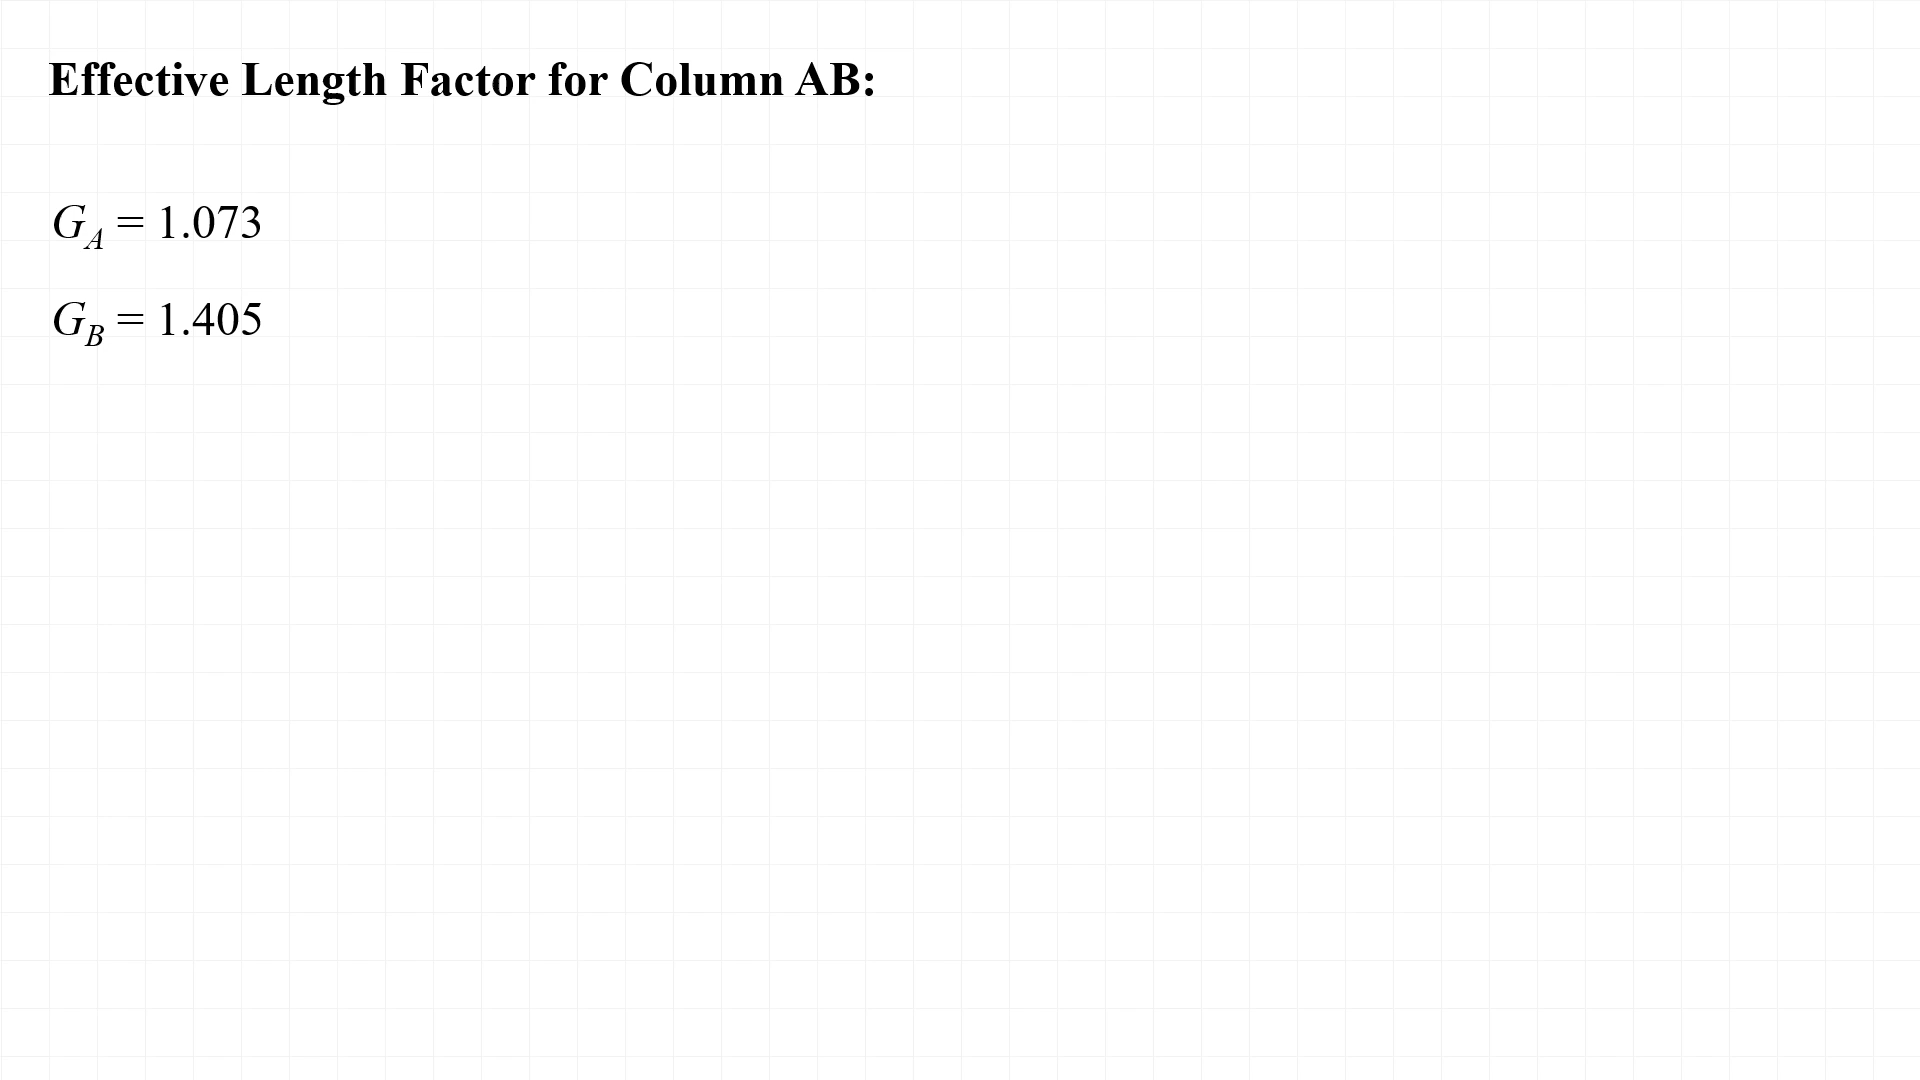 Effective Length Factor for Column AB:
G_A = 1.073
G_B = 1.405